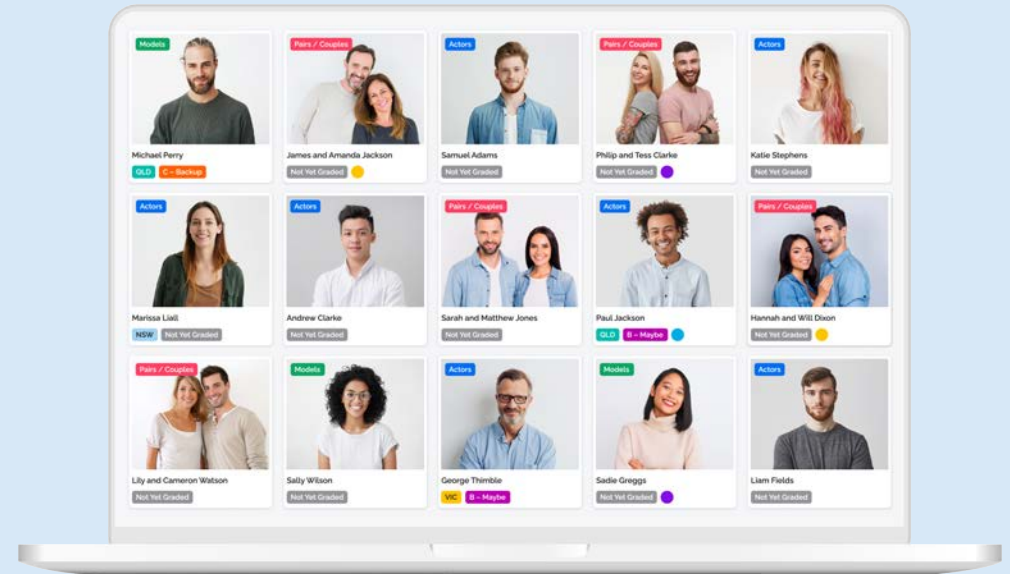 Models
Pairs / Couples
Actors
Pairs / Couples
Actors
Michael Perry
James and Amanda Jackson
Samuel Adams
Philip and Tess Clarke
Katie Stephens
QLD C – Backup
Not Yet Graded
Not Yet Graded
Not Yet Graded
Not Yet Graded
Actors
Actors
Pairs / Couples
Actors
Pairs / Couples
Marissa Liall
Andrew Clarke
Sarah and Matthew Jones
Paul Jackson
Hannah and Will Dixon
NSW Not Yet Graded
Not Yet Graded
Not Yet Graded
QLD B – Maybe
Not Yet Graded
Pairs / Couples
Models
Actors
Models
Actors
Lily and Cameron Watson
Sally Wilson
George Thimble
Sadie Greggs
Liam Fields
Not Yet Graded
Not Yet Graded
VIC B – Maybe
Not Yet Graded
Not Yet Graded